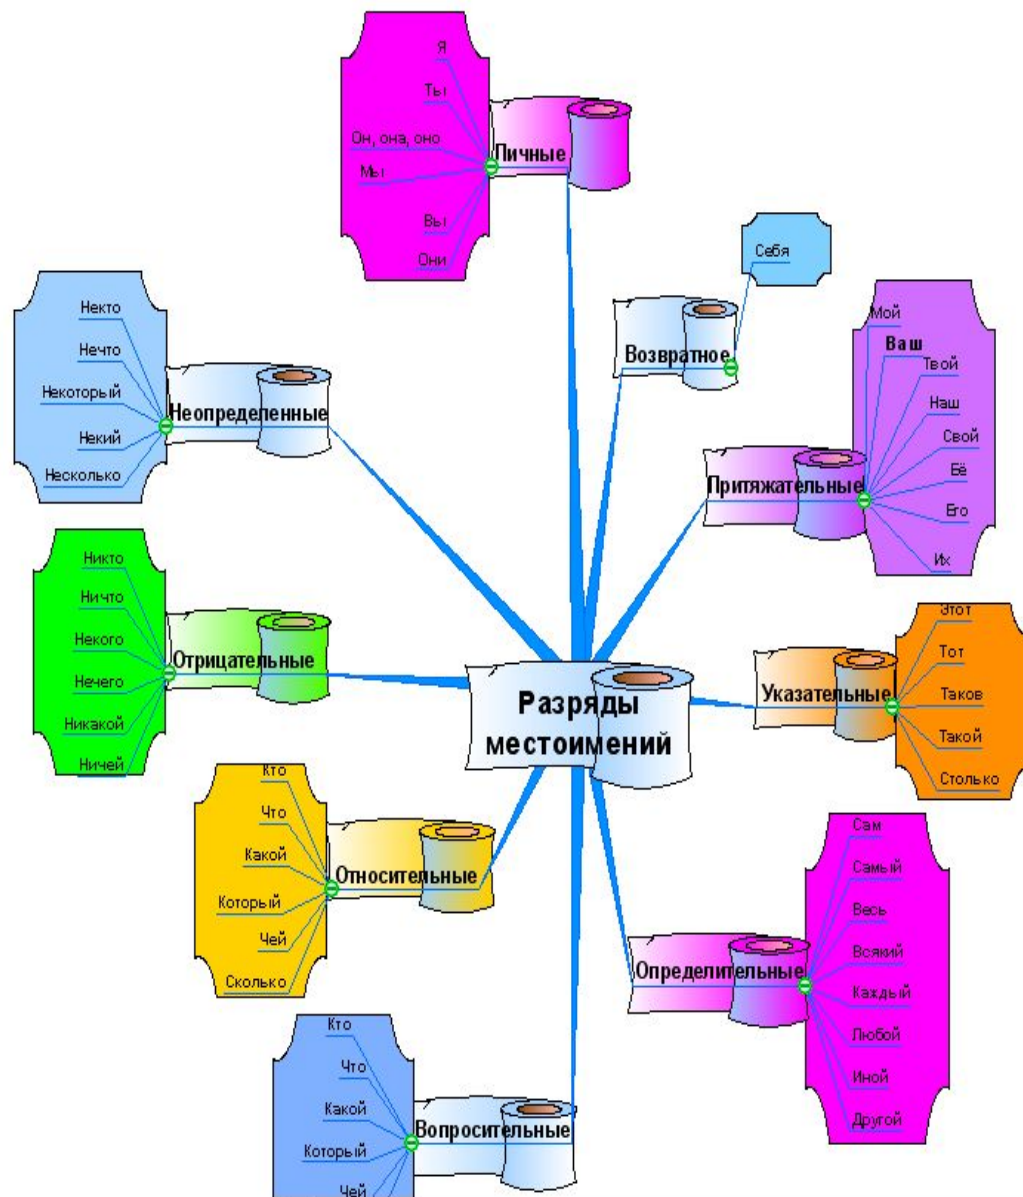 Я
Ты
Он, она, оно
Мы
Вы
Они
Личные
Себя
Возвратное
Мой
Ваш
Твой
Наш
Свой
Её
Его
Их
Притяжательные
Некто
Нечто
Некоторый
Некий
Несколько
Неопределенные
Никто
Ничто
Некого
Нечего
Никакой
Ничей
Отрицательные
Разряды
местоимений
Этот
Тот
Таков
Такой
Столько
Указательные
Кто
Что
Какой
Который
Чей
Сколько
Относительные
Сам
Самый
Весь
Всякий
Каждый
Любой
Иной
Другой
Определительные
Кто
Что
Какой
Который
Чей
Вопросительные